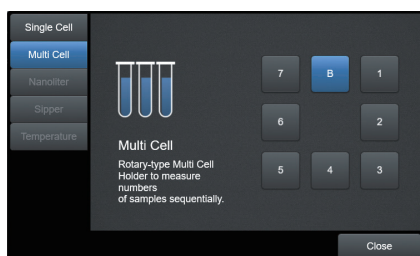 Single Cell
Multi Cell
Nanoliter
Sipper
Temperature
Multi Cell
Rotary-type Multi Cell
Holder to measure
numbers
of samples sequentially.
7 B 1
6 2
5 4 3
Close